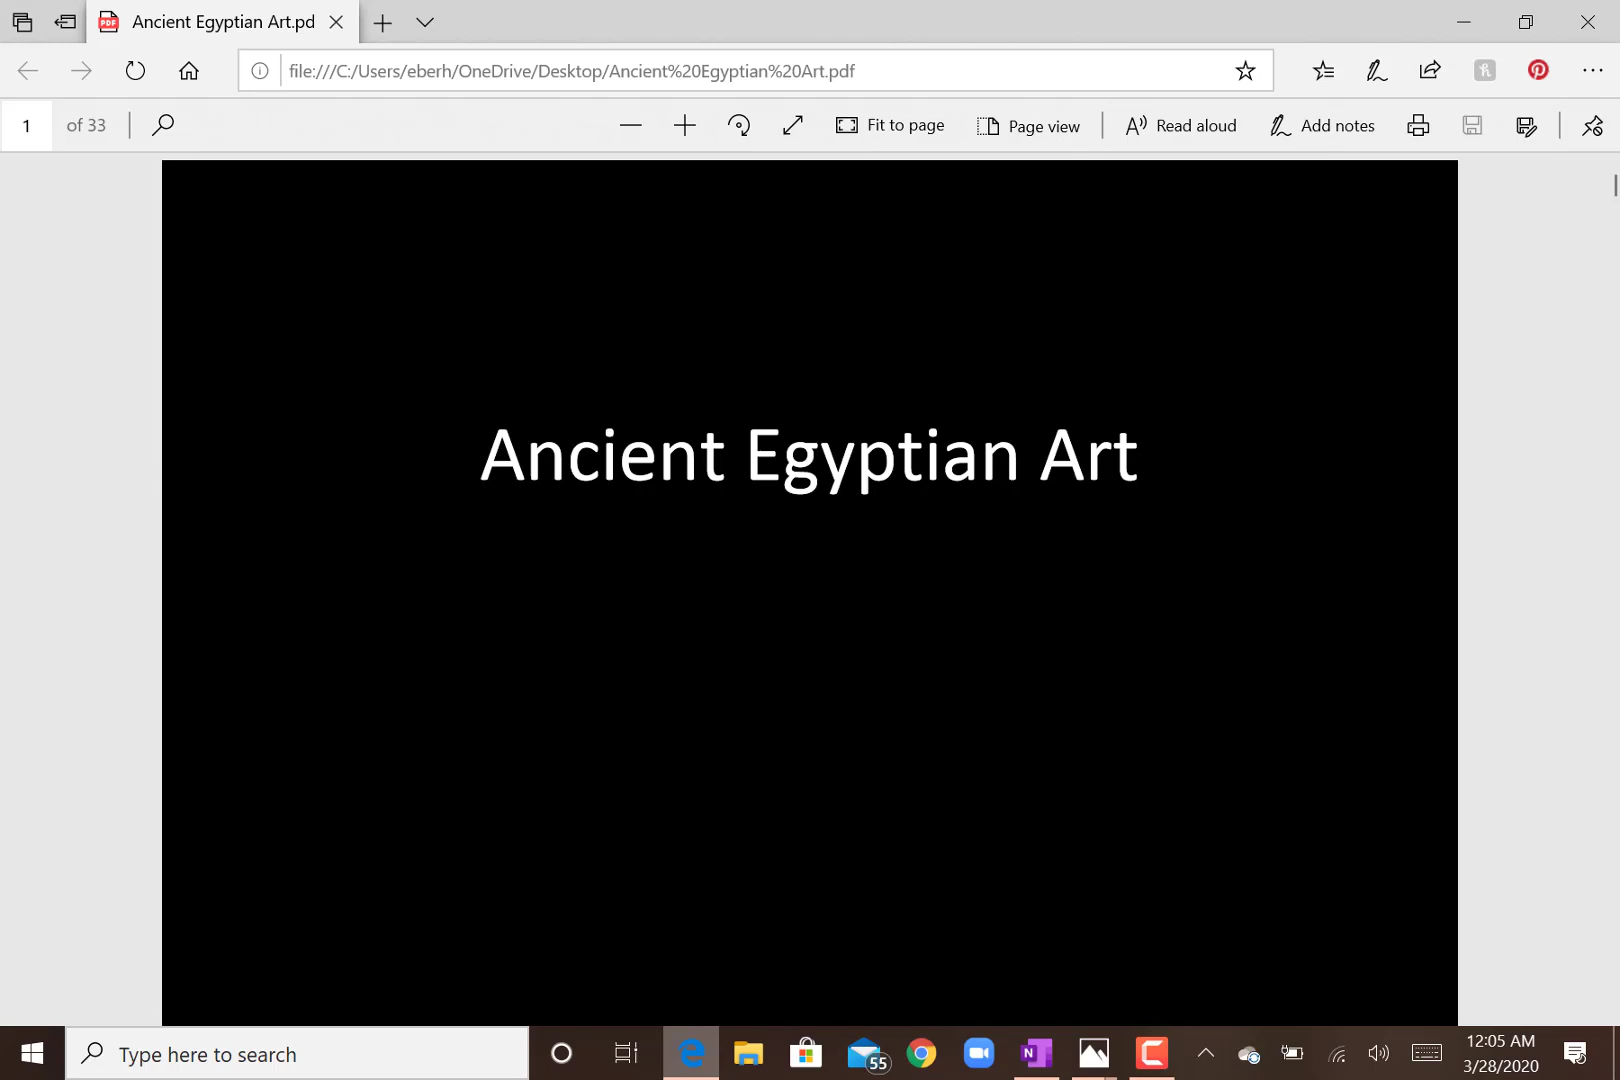 Ancient Egyptian Art.pd
file:///C:/Users/eberh/OneDrive/Desktop/Ancient%20Egyptian%20Art.pdf
1 of 33
Fit to page
Page view
Read aloud
Add notes
Ancient Egyptian Art
Type here to search
55
12:05 AM
3/28/2020